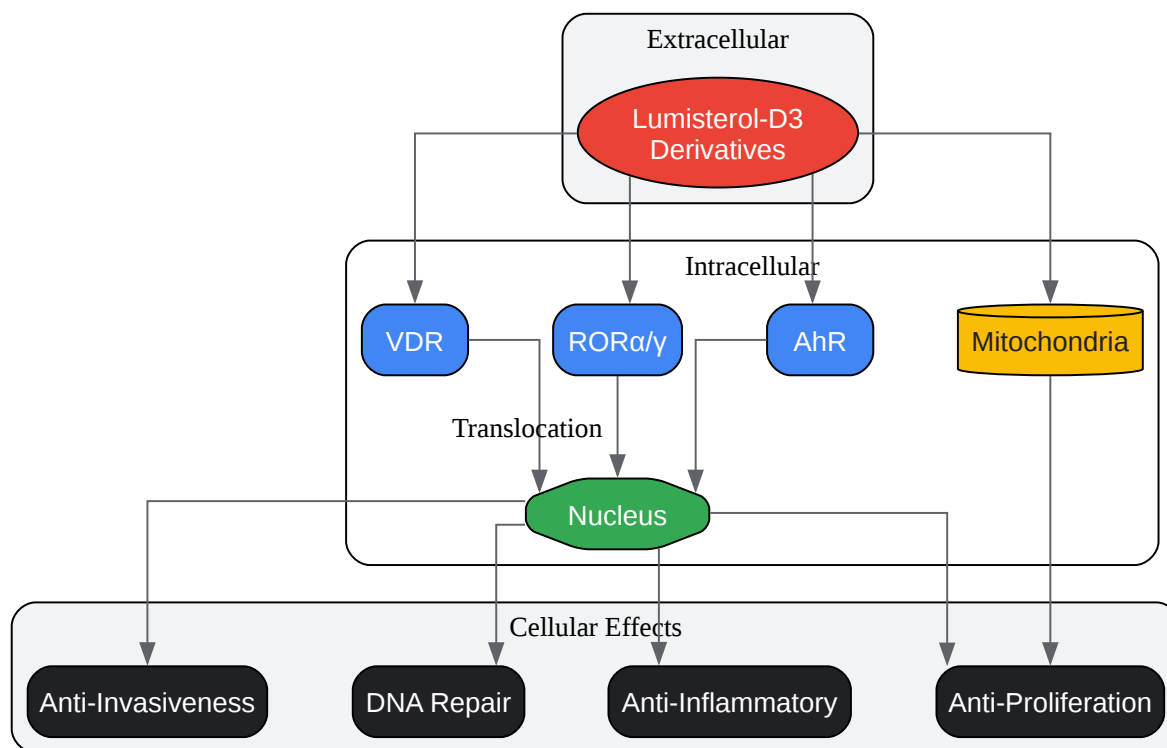 Extracellular
Lumisterol-D3
Derivatives
Intracellular
VDR
RORα/γ
AhR
Mitochondria
Translocation
Nucleus
Cellular Effects
Anti-Invasiveness
DNA Repair
Anti-Inflammatory
Anti-Proliferation